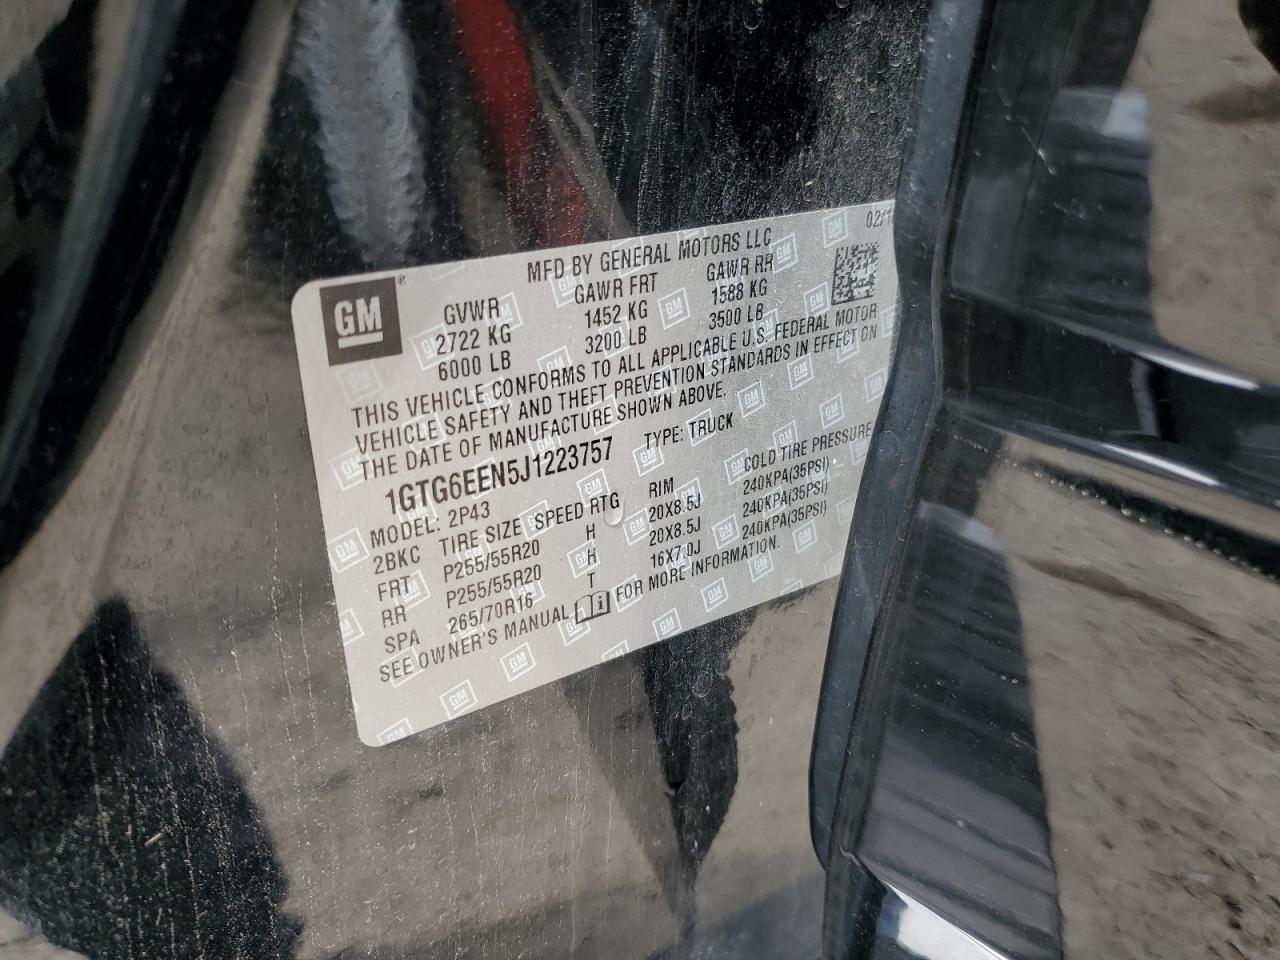 MFD BY GENERAL MOTORS LLC
GM
GVWR GAWR FRT GAWR RR
2722 KG 1452 KG 1588 KG
6000 LB 3200 LB 3500 LB
THIS VEHICLE CONFORMS TO ALL APPLICABLE U.S. FEDERAL MOTOR
VEHICLE SAFETY AND THEFT PREVENTION STANDARDS IN EFFECT ON
THE DATE OF MANUFACTURE SHOWN ABOVE.
1GTG6EEN5J1223757 TYPE: TRUCK
MODEL: 2P43
2BKC TIRE SIZE SPEED RTG RIM COLD TIRE PRESSURE
FRT P255/55R20 H 20X8.5J 240KPA(35PSI)
RR P255/55R20 H 20X8.5J 240KPA(35PSI)
SPA 265/70R16 T 16X7.0J 240KPA(35PSI)
SEE OWNER'S MANUAL FOR MORE INFORMATION.